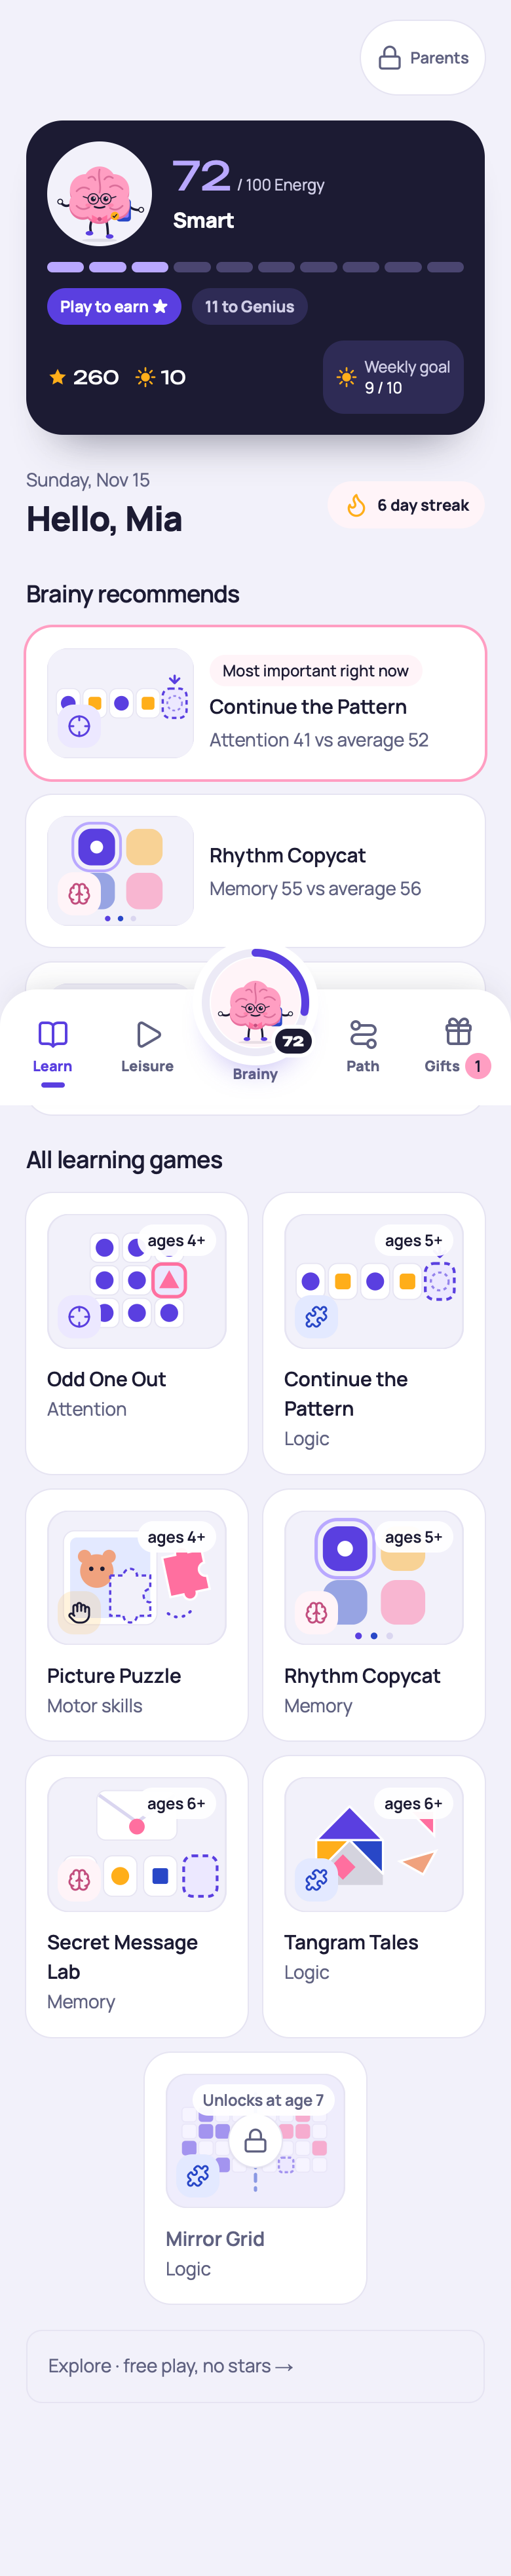 Parents
72 / 100 Energy
Smart
Play to earn ★
11 to Genius
260
10
Weekly goal
9 / 10
Sunday, Nov 15
Hello, Mia
6 day streak
Brainy recommends
Most important right now
Continue the Pattern
Attention 41 vs average 52
Rhythm Copycat
Memory 55 vs average 56
72
Learn
Leisure
Brainy
Path
Gifts 1
All learning games
ages 4+
Odd One Out
Attention
ages 5+
Continue the
Pattern
Logic
ages 4+
Picture Puzzle
Motor skills
ages 5+
Rhythm Copycat
Memory
ages 6+
Secret Message
Lab
Memory
ages 6+
Tangram Tales
Logic
Unlocks at age 7
Mirror Grid
Logic
Explore · free play, no stars →